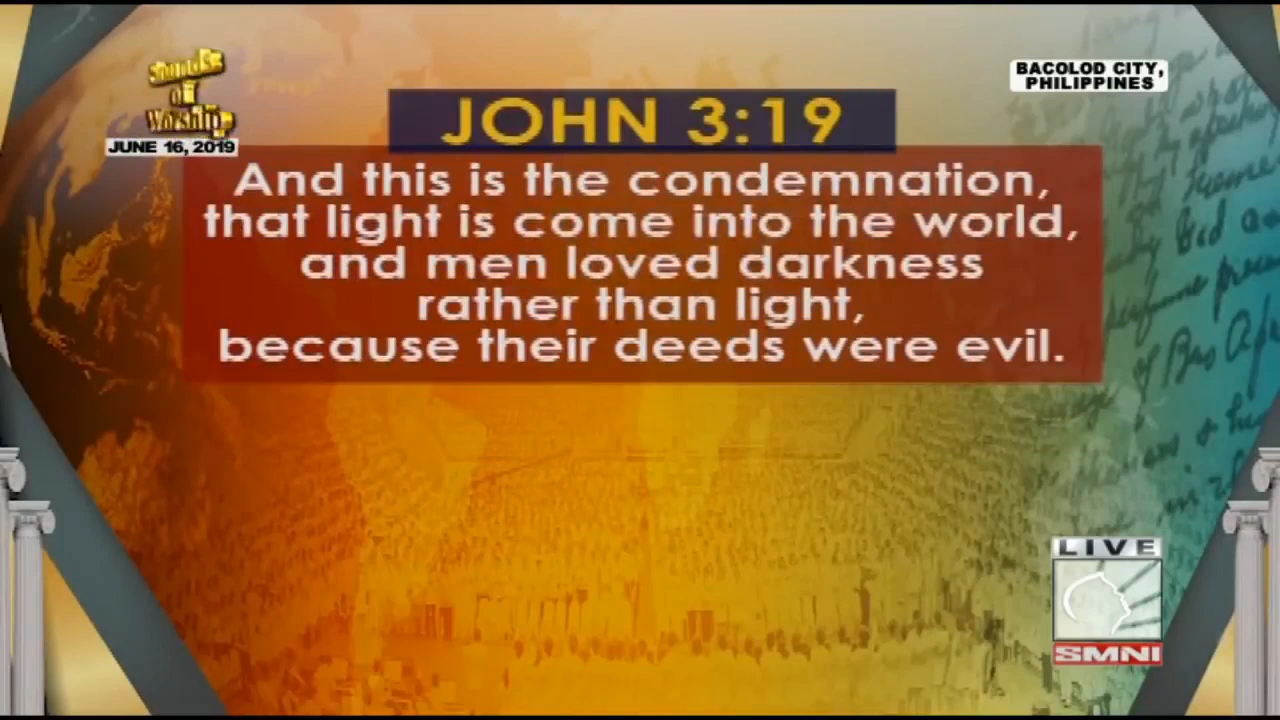 Sounds
of
Worship
JUNE 16, 2019
BACOLOD CITY,
PHILIPPINES
JOHN 3:19
And this is the condemnation,
that light is come into the world,
and men loved darkness
rather than light,
because their deeds were evil.
LIVE
SMNI